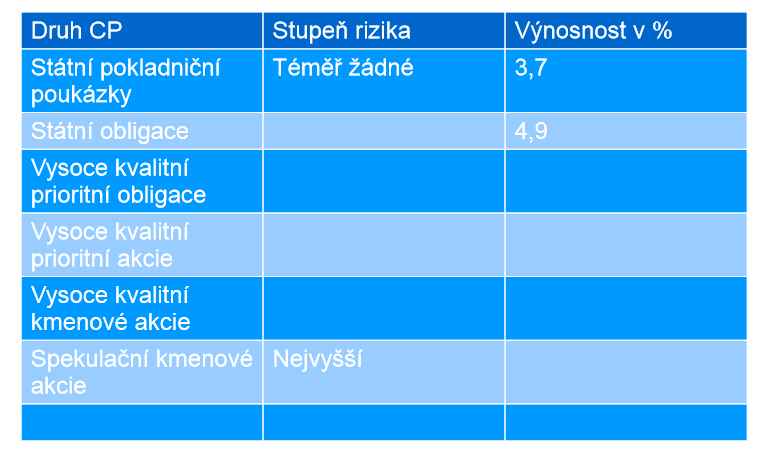 Druh CP Stupeň rizika Výnosnost v %
Státní pokladniční Téměř žádné 3,7
poukázky
Státní obligace 4,9
Vysoce kvalitní
prioritní obligace
Vysoce kvalitní
prioritní akcie
Vysoce kvalitní
kmenové akcie
Spekulační kmenové Nejvyšší
akcie